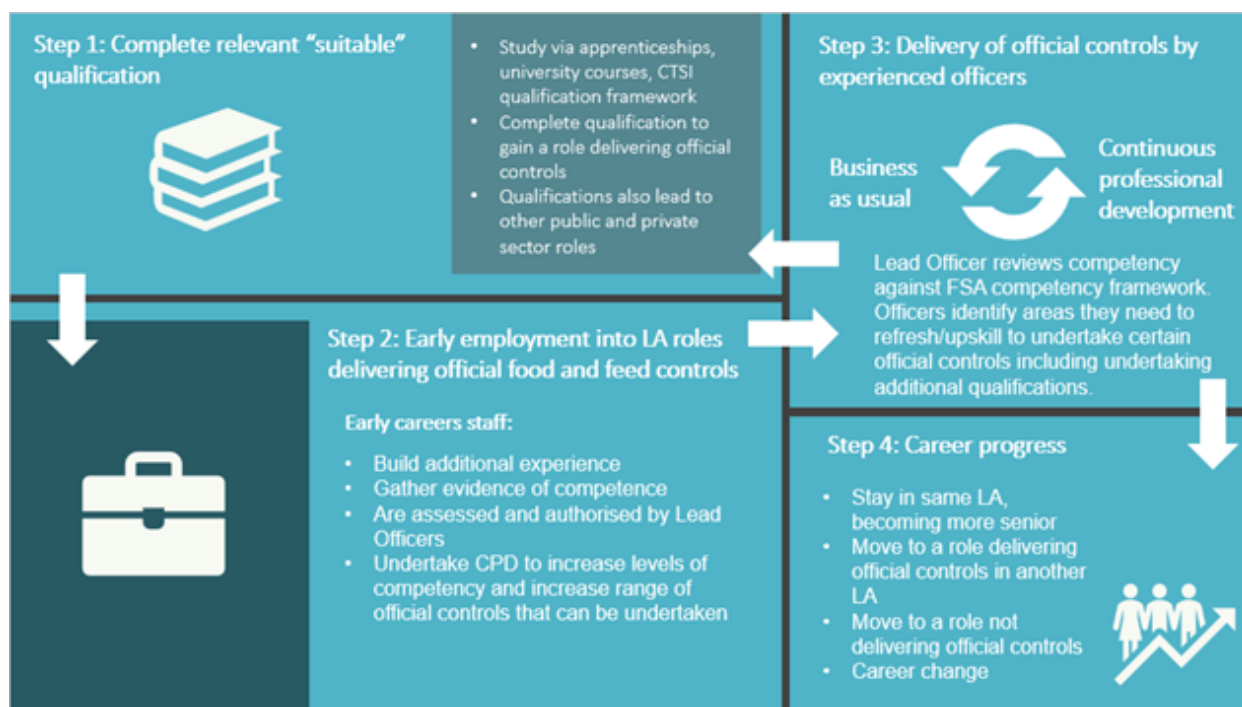 Step 1: Complete relevant “suitable”
qualification
• Study via apprenticeships,
university courses, CTSI
qualification framework
• Complete qualification to
gain a role delivering official
controls
• Qualifications also lead to
other public and private
sector roles
Step 2: Early employment into LA roles
delivering official food and feed controls
Early careers staff:
• Build additional experience
• Gather evidence of competence
• Are assessed and authorised by Lead
Officers
• Undertake CPD to increase levels of
competency and increase range of
official controls that can be undertaken
Step 3: Delivery of official controls by
experienced officers
Business
as usual
Continuous
professional
development
Lead Officer reviews competency
against FSA competency framework.
Officers identify areas they need to
refresh/upskill to undertake certain
official controls including undertaking
additional qualifications.
Step 4: Career progress
• Stay in same LA,
becoming more senior
• Move to a role delivering
official controls in another
LA
• Move to a role not
delivering official controls
• Career change